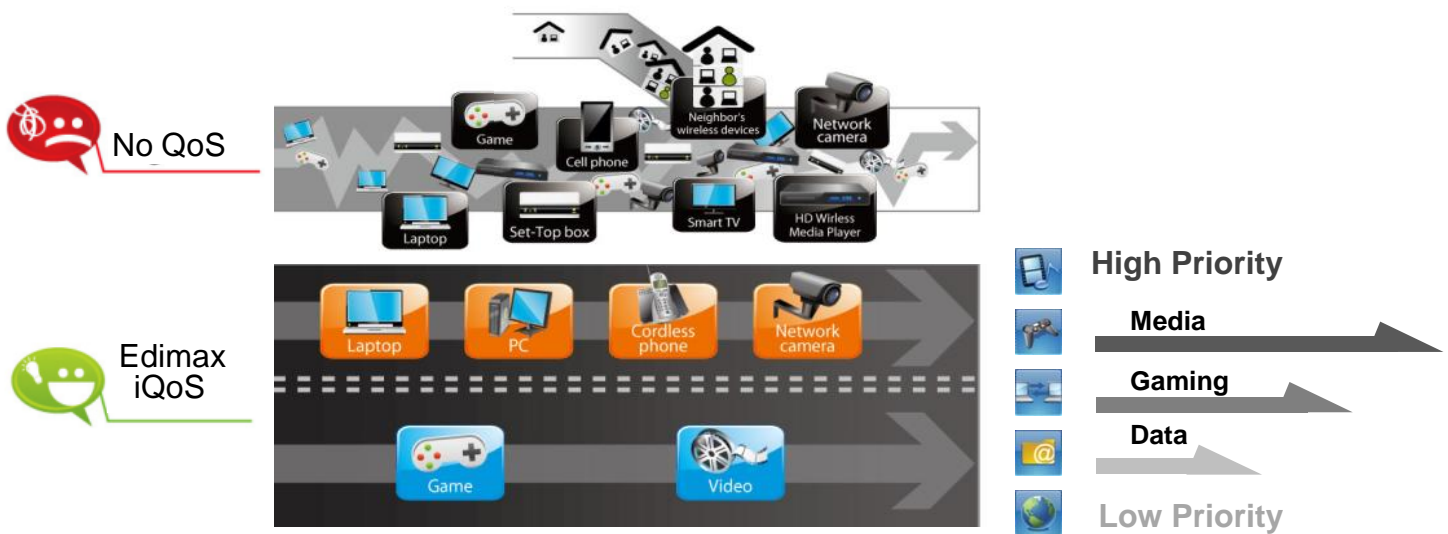 No QoS
Game
Cell phone
Neighbor's
wireless devices
Network
camera
Laptop
Set-Top box
Smart TV
HD Wirless
Media Player
Edimax
iQoS
Laptop
PC
Cordless
phone
Network
camera
Game
Video
High Priority
Media
Gaming
Data
@
Low Priority